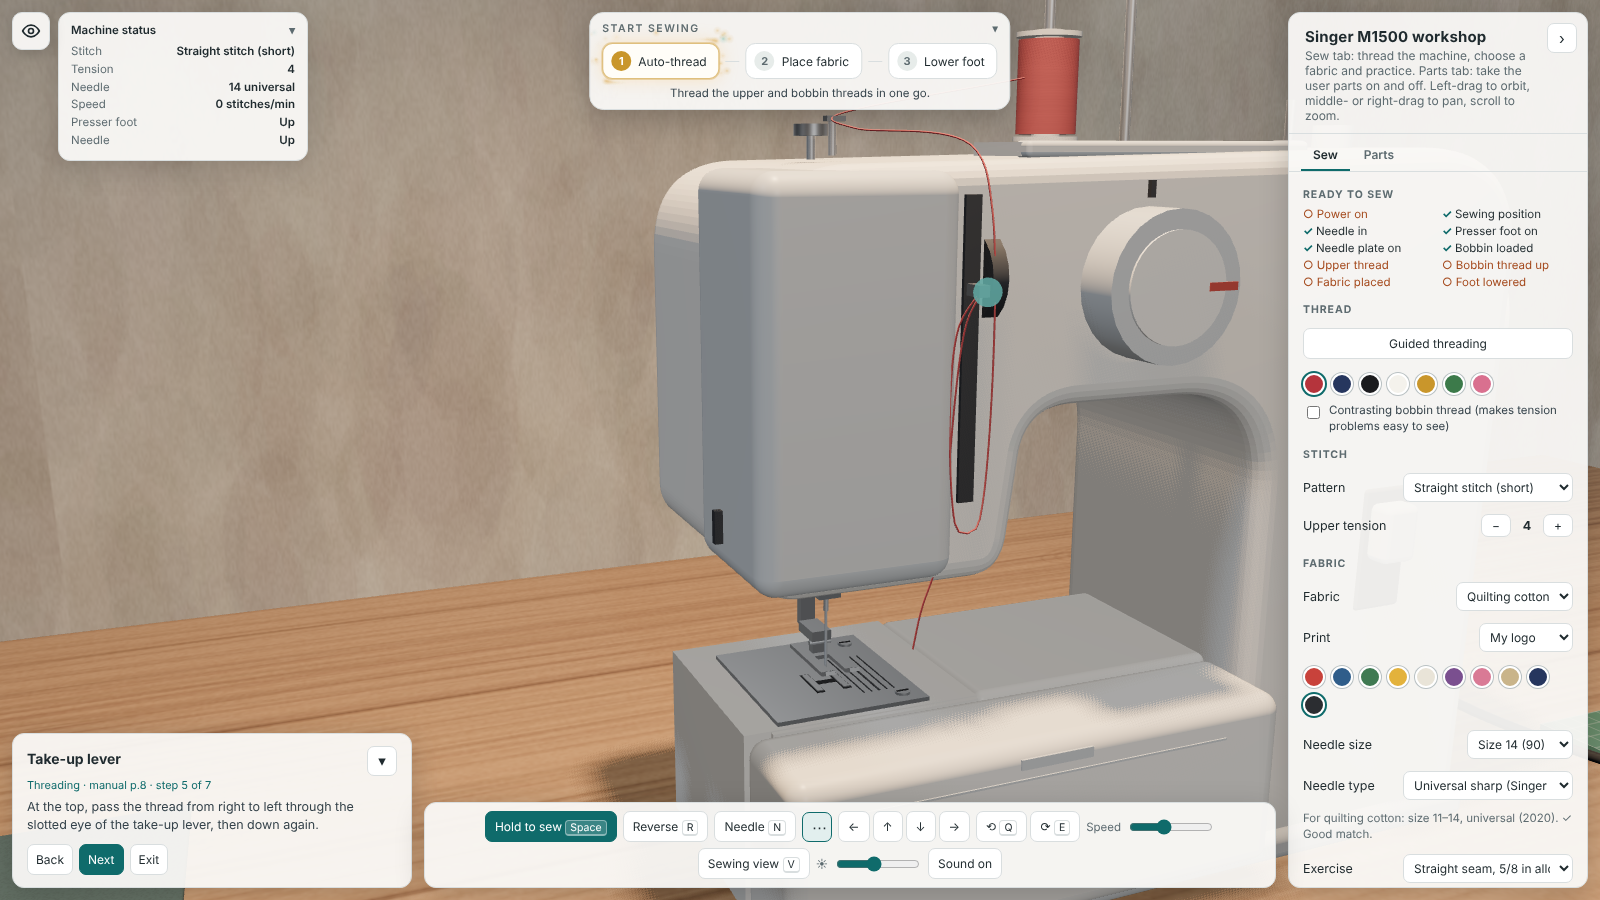 Machine status ▼
Stitch Straight stitch (short)
Tension 4
Needle 14 universal
Speed 0 stitches/min
Presser foot Up
Needle Up
START SEWING ▼
1 Auto-thread
2 Place fabric
3 Lower foot
Thread the upper and bobbin threads in one go.
Singer M1500 workshop ›
Sew tab: thread the machine, choose a
fabric and practice. Parts tab: take the
user parts on and off. Left-drag to orbit,
middle- or right-drag to pan, scroll to
zoom.
Sew Parts
READY TO SEW
Power on ✓ Sewing position
✓ Needle in ✓ Presser foot on
✓ Needle plate on ✓ Bobbin loaded
Upper thread Bobbin thread up
Fabric placed Foot lowered
THREAD
Guided threading
Contrasting bobbin thread (makes tension
problems easy to see)
STITCH
Pattern Straight stitch (short)
Upper tension − 4 +
FABRIC
Fabric Quilting cotton
Print My logo
Needle size Size 14 (90)
Needle type Universal sharp (Singer
For quilting cotton: size 11–14, universal (2020). ✓
Good match.
Exercise Straight seam, 5/8 in allo
Take-up lever ▼
Threading · manual p.8 · step 5 of 7
At the top, pass the thread from right to left through the
slotted eye of the take-up lever, then down again.
Back Next Exit
Hold to sew Space Reverse R Needle N ··· ← ↑ ↓ → ⟲ Q ⟳ E Speed
Sewing view V ☀ Sound on